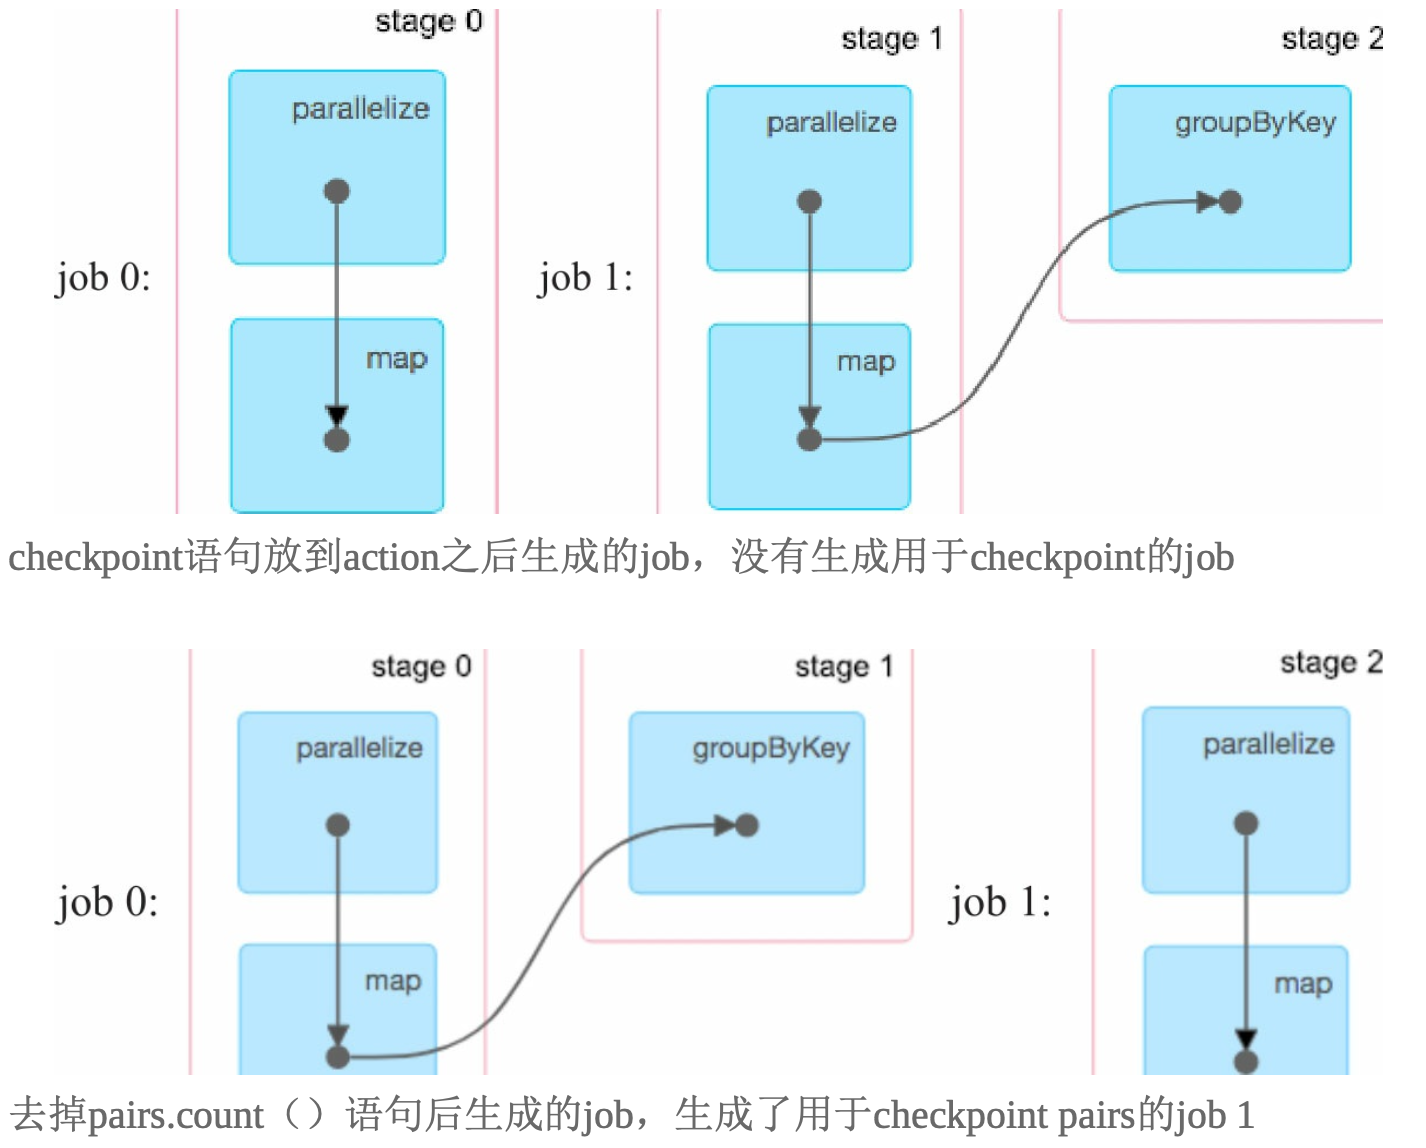 stage 0
stage 1
stage 2
parallelize
parallelize
groupByKey
job 0:
job 1:
map
map
checkpoint语句放到action之后生成的job，没有生成用于checkpoint的job
stage 0
stage 1
stage 2
parallelize
groupByKey
parallelize
job 0:
job 1:
map
map
去掉pairs.count（）语句后生成的job，生成了用于checkpoint pairs的job 1